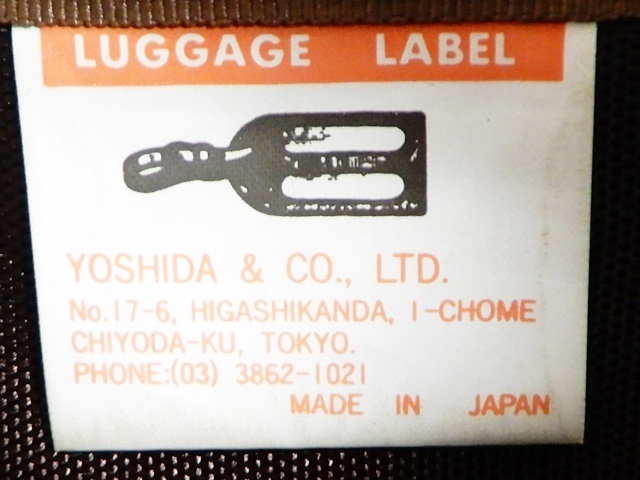 LUGGAGE LABEL
YOSHIDA & CO., LTD.
No.17-6, HIGASHIKANDA, 1-CHOME
CHIYODA-KU, TOKYO.
PHONE:(03) 3862-1021
MADE IN JAPAN